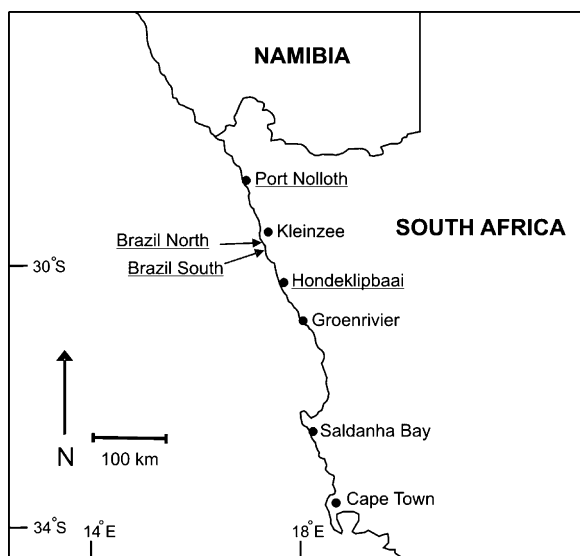 NAMIBIA
Port Nolloth
SOUTH AFRICA
Kleinzee
Brazil North
Brazil South
30°S
Hondeklipbaai
Groenrivier
Saldanha Bay
N
100 km
Cape Town
34°S
14°E
18°E